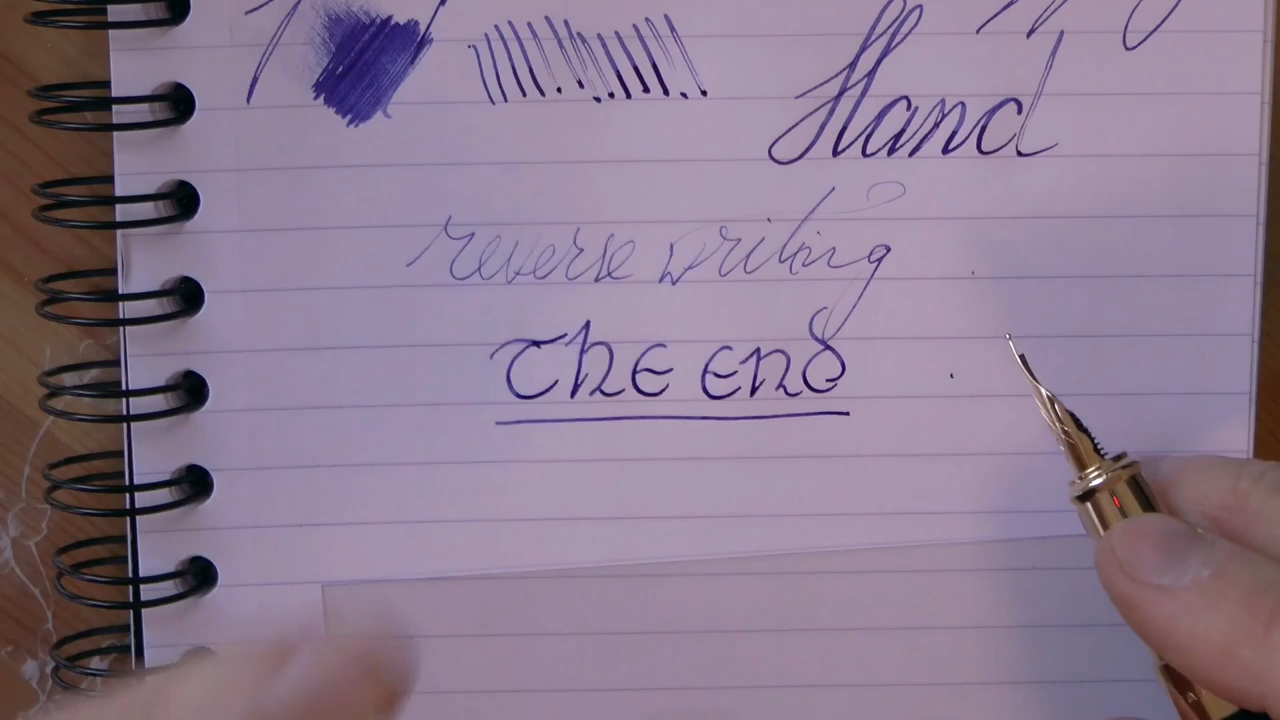 Hand
reverse writing
The End